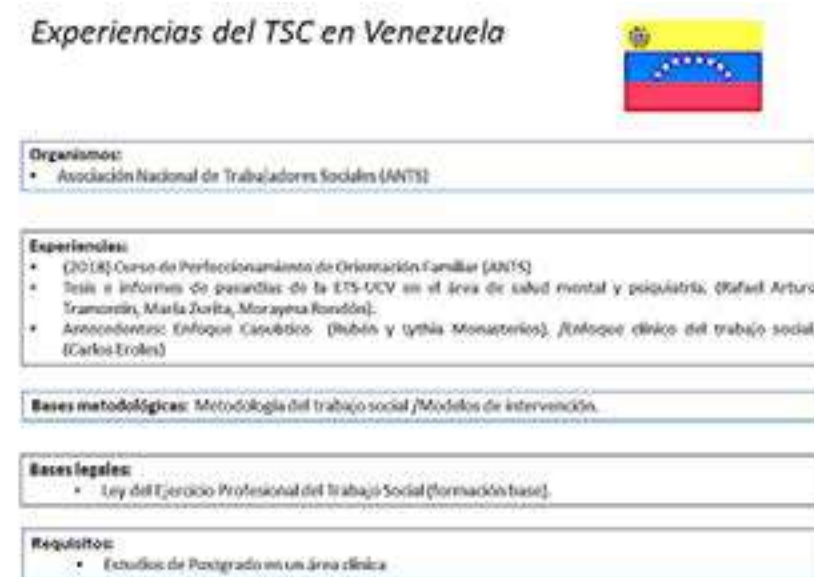 Experiencias del TSC en Venezuela
Organismos:
• Asociación Nacional de Trabajadores Sociales (ANTS)
Experiencias:
• (2018) Curso de Perfeccionamiento de Orientación Familiar (ANTS)
• Tesis e informes de pasantías de la ETS-UCV en el área de salud mental y psiquiatría. (Rafael Arturo
Tramontin, María Zurita, Morayma Rondón).
• Antecedentes: Enfoque Casuístico (Rubén y Lythia Monasterios). /Enfoque clínico del trabajo social
(Carlos Eroles)
Bases metodológicas: Metodología del trabajo social /Modelos de intervención.
Bases legales:
• Ley del Ejercicio Profesional del Trabajo Social (formación base).
Requisitos:
• Estudios de Postgrado en un área clínica